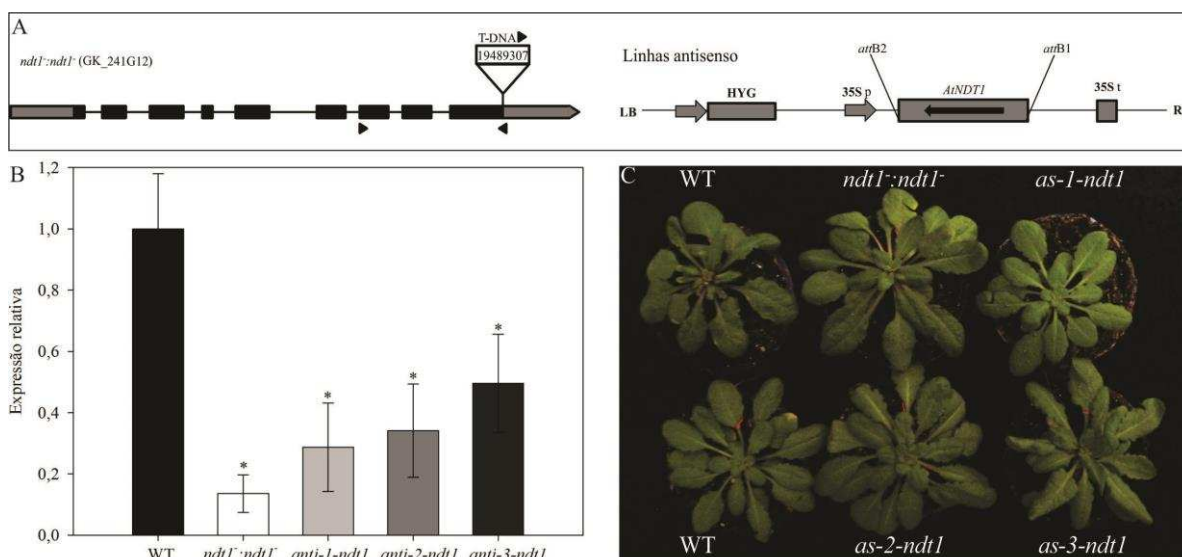 A
T-DNA
19489307
ndt1⁻:ndt1⁻ (GK_241G12)
Linhas antisenso
attB2
attB1
HYG
35S p
AtNDT1
35S t
LB
R
B
1,2
1,0
0,8
0,6
0,4
0,2
0,0
Expressão relativa
*
*
*
*
WT
ndt1⁻:ndt1⁻
anti-1-ndt1
anti-2-ndt1
anti-3-ndt1
C
WT
ndt1⁻:ndt1⁻
as-1-ndt1
WT
as-2-ndt1
as-3-ndt1